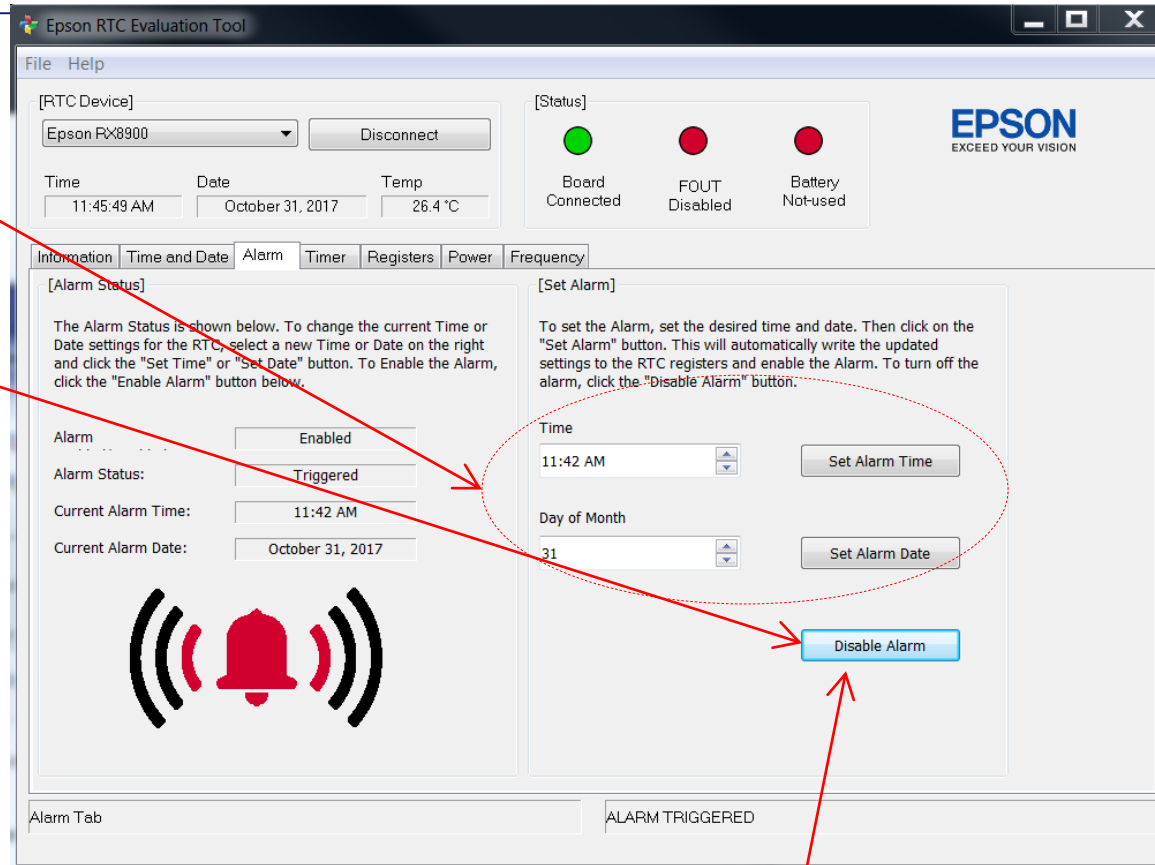 Epson RTC Evaluation Tool
File Help
[RTC Device]
Epson RX8900
Disconnect
Time Date Temp
11:45:49 AM October 31, 2017 26.4 °C
[Status]
Board Connected
FOUT Disabled
Battery Not-used
EPSON
EXCEED YOUR VISION
Information Time and Date Alarm Timer Registers Power Frequency
[Alarm Status]
The Alarm Status is shown below. To change the current Time or
Date settings for the RTC, select a new Time or Date on the right
and click the "Set Time" or "Set Date" button. To Enable the Alarm,
click the "Enable Alarm" button below.
Alarm Enabled
Alarm Status: Triggered
Current Alarm Time: 11:42 AM
Current Alarm Date: October 31, 2017
[Set Alarm]
To set the Alarm, set the desired time and date. Then click on the
"Set Alarm" button. This will automatically write the updated
settings to the RTC registers and enable the Alarm. To turn off the
alarm, click the "Disable Alarm" button.
Time
11:42 AM Set Alarm Time
Day of Month
31 Set Alarm Date
Disable Alarm
Alarm Tab ALARM TRIGGERED